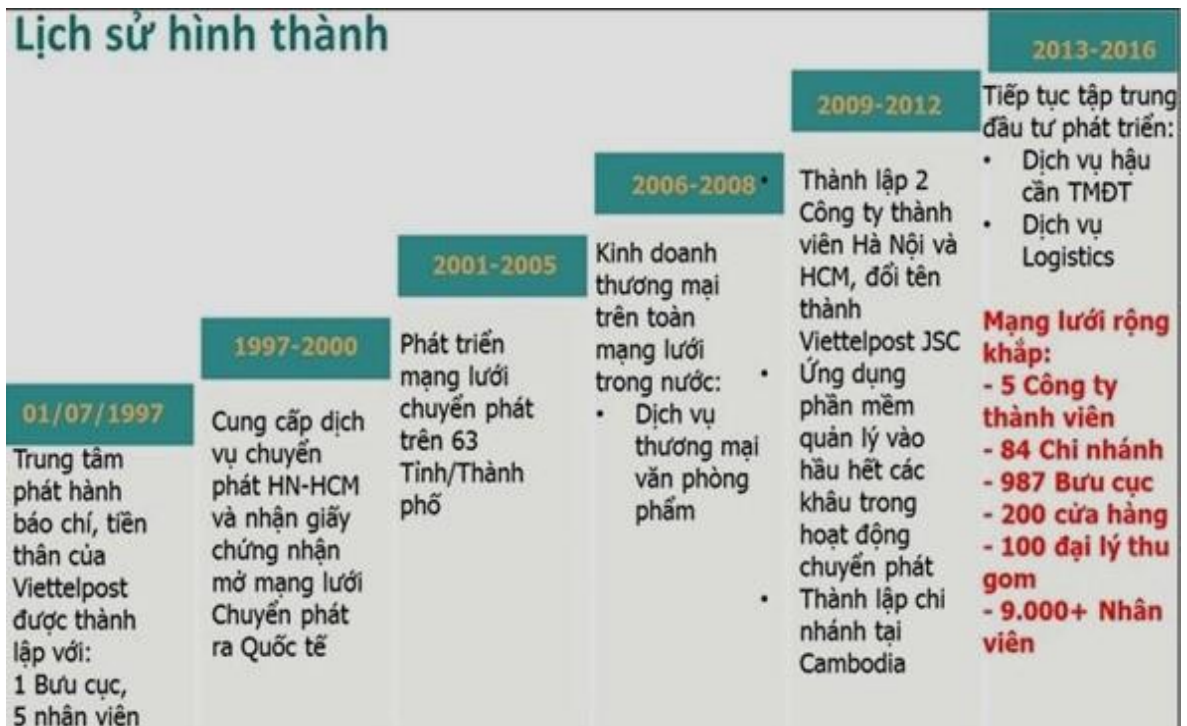 Lịch sử hình thành
01/07/1997
Trung tâm
phát hành
báo chí, tiền
thân của
Viettelpost
được thành
lập với:
1 Bưu cục,
5 nhân viên
1997-2000
Cung cấp dịch
vụ chuyển
phát HN-HCM
và nhận giấy
chứng nhận
mở mạng lưới
Chuyển phát
ra Quốc tế
2001-2005
Phát triển
mạng lưới
chuyển phát
trên 63
Tỉnh/Thành
phố
2006-2008
Kinh doanh
thương mại
trên toàn
mạng lưới
trong nước:
• Dịch vụ
thương mại
văn phòng
phẩm
2009-2012
• Thành lập 2
Công ty thành
viên Hà Nội và
HCM, đổi tên
thành
Viettelpost JSC
• Ứng dụng
phần mềm
quản lý vào
hầu hết các
khâu trong
hoạt động
chuyển phát
• Thành lập chi
nhánh tại
Cambodia
2013-2016
Tiếp tục tập trung
đầu tư phát triển:
• Dịch vụ hậu
cần TMĐT
• Dịch vụ
Logistics
Mạng lưới rộng
khắp:
- 5 Công ty
thành viên
- 84 Chi nhánh
- 987 Bưu cục
- 200 cửa hàng
- 100 đại lý thu
gom
- 9.000+ Nhân
viên